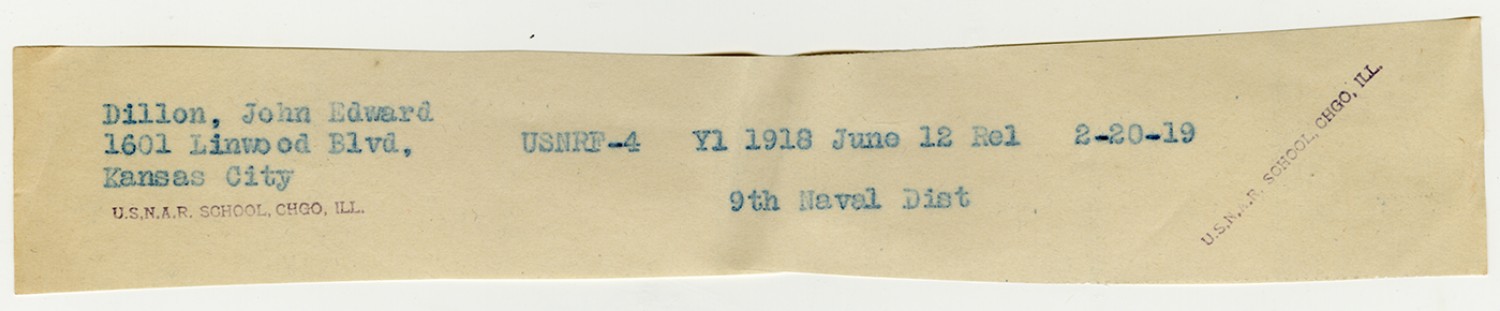 Dillon, John Edward
1601 Linwood Blvd, USNRF-4 Y1 1918 June 12 Rel 2-20-19
Kansas City
9th Naval Dist
U.S.N.A.R. SCHOOL, CHGO, ILL.
U.S.N.A.R. SCHOOL, CHGO, ILL.